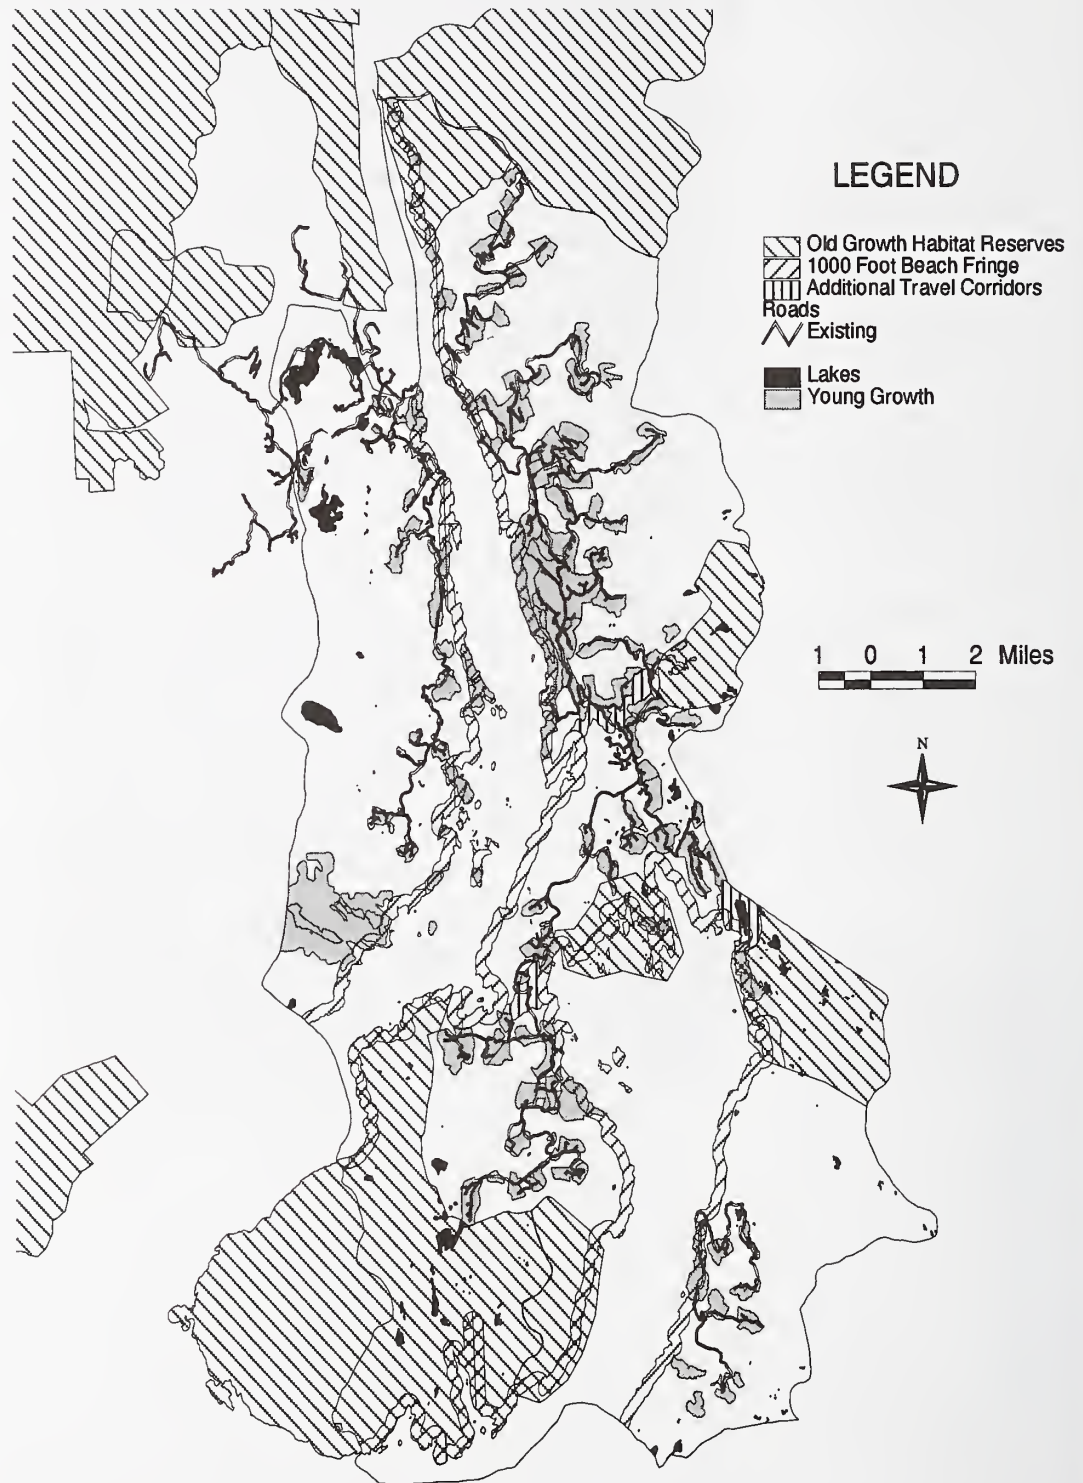 LEGEND
Old Growth Habitat Reserves
1000 Foot Beach Fringe
Additional Travel Corridors
Roads
Existing
Lakes
Young Growth
1 0 1 2 Miles
N